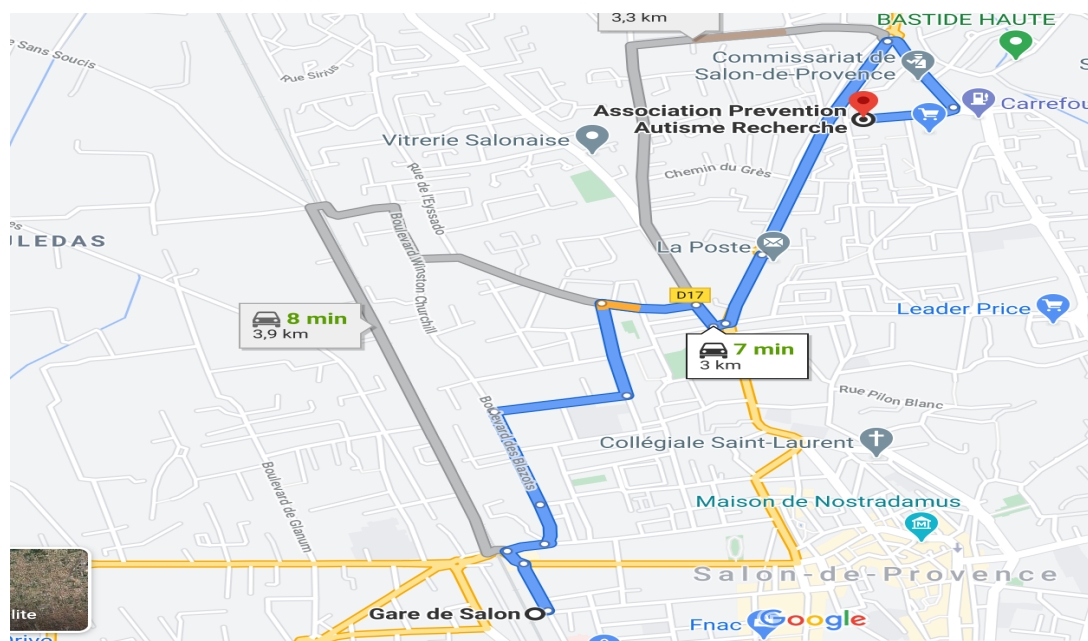 3,3 km
BASTIDE HAUTE
Sans Soucis
Rue Sirius
Commissariat de
Salon-de-Provence
Association Prevention
Autisme Recherche
Carrefou
Vitrerie Salonaise
Chemin du Grès
Rue de l'Eyssado
Boulevard Winston Churchill
ULEDAS
La Poste
D17
Leader Price
8 min
3,9 km
7 min
3 km
Rue Pilon Blanc
Boulevard des Blazots
Collégiale Saint-Laurent
Boulevard de Glanum
Maison de Nostradamus
Salon-de-Provence
lite
Gare de Salon
Fnac
Google